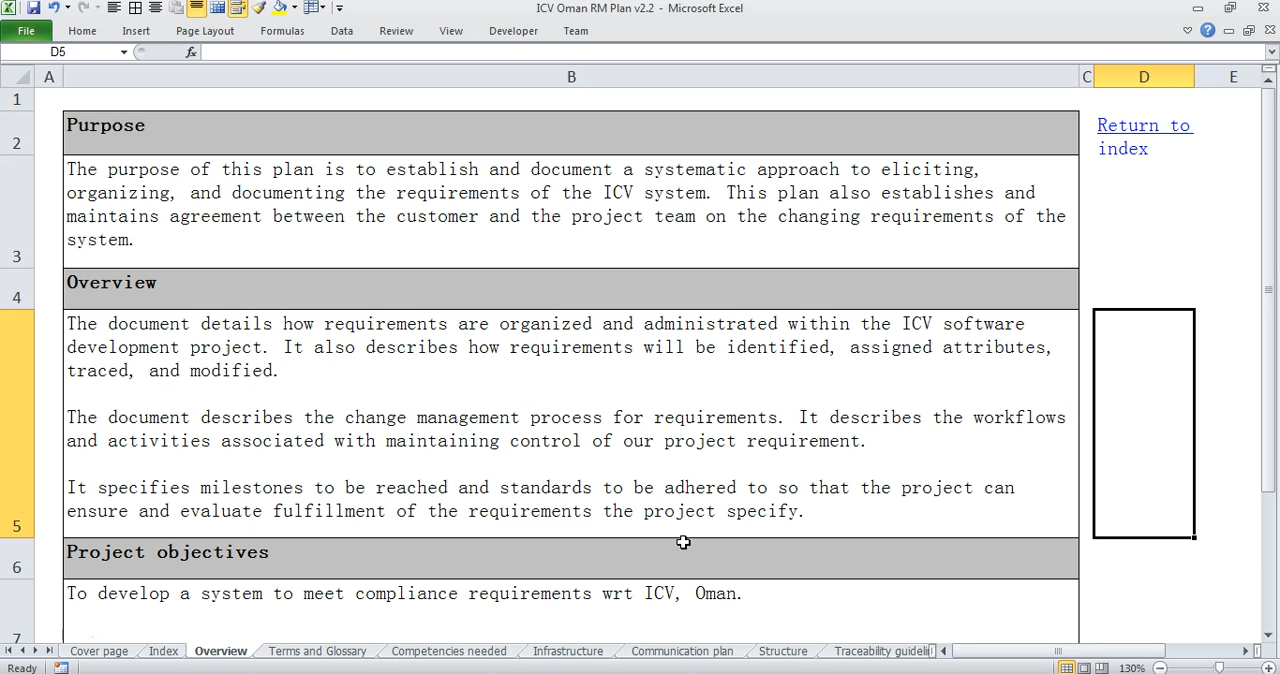 ICV Oman RM Plan v2.2 - Microsoft Excel
File Home Insert Page Layout Formulas Data Review View Developer Team
D5 fx
A B C D E
1
2 Purpose
Return to
index
3
The purpose of this plan is to establish and document a systematic approach to eliciting,
organizing, and documenting the requirements of the ICV system. This plan also establishes and
maintains agreement between the customer and the project team on the changing requirements of the
system.
4 Overview
5
The document details how requirements are organized and administrated within the ICV software
development project. It also describes how requirements will be identified, assigned attributes,
traced, and modified.
The document describes the change management process for requirements. It describes the workflows
and activities associated with maintaining control of our project requirement.
It specifies milestones to be reached and standards to be adhered to so that the project can
ensure and evaluate fulfillment of the requirements the project specify.
6 Project objectives
7
To develop a system to meet compliance requirements wrt ICV, Oman.
Cover page Index Overview Terms and Glossary Competencies needed Infrastructure Communication plan Structure Traceability guideli
Ready 130%